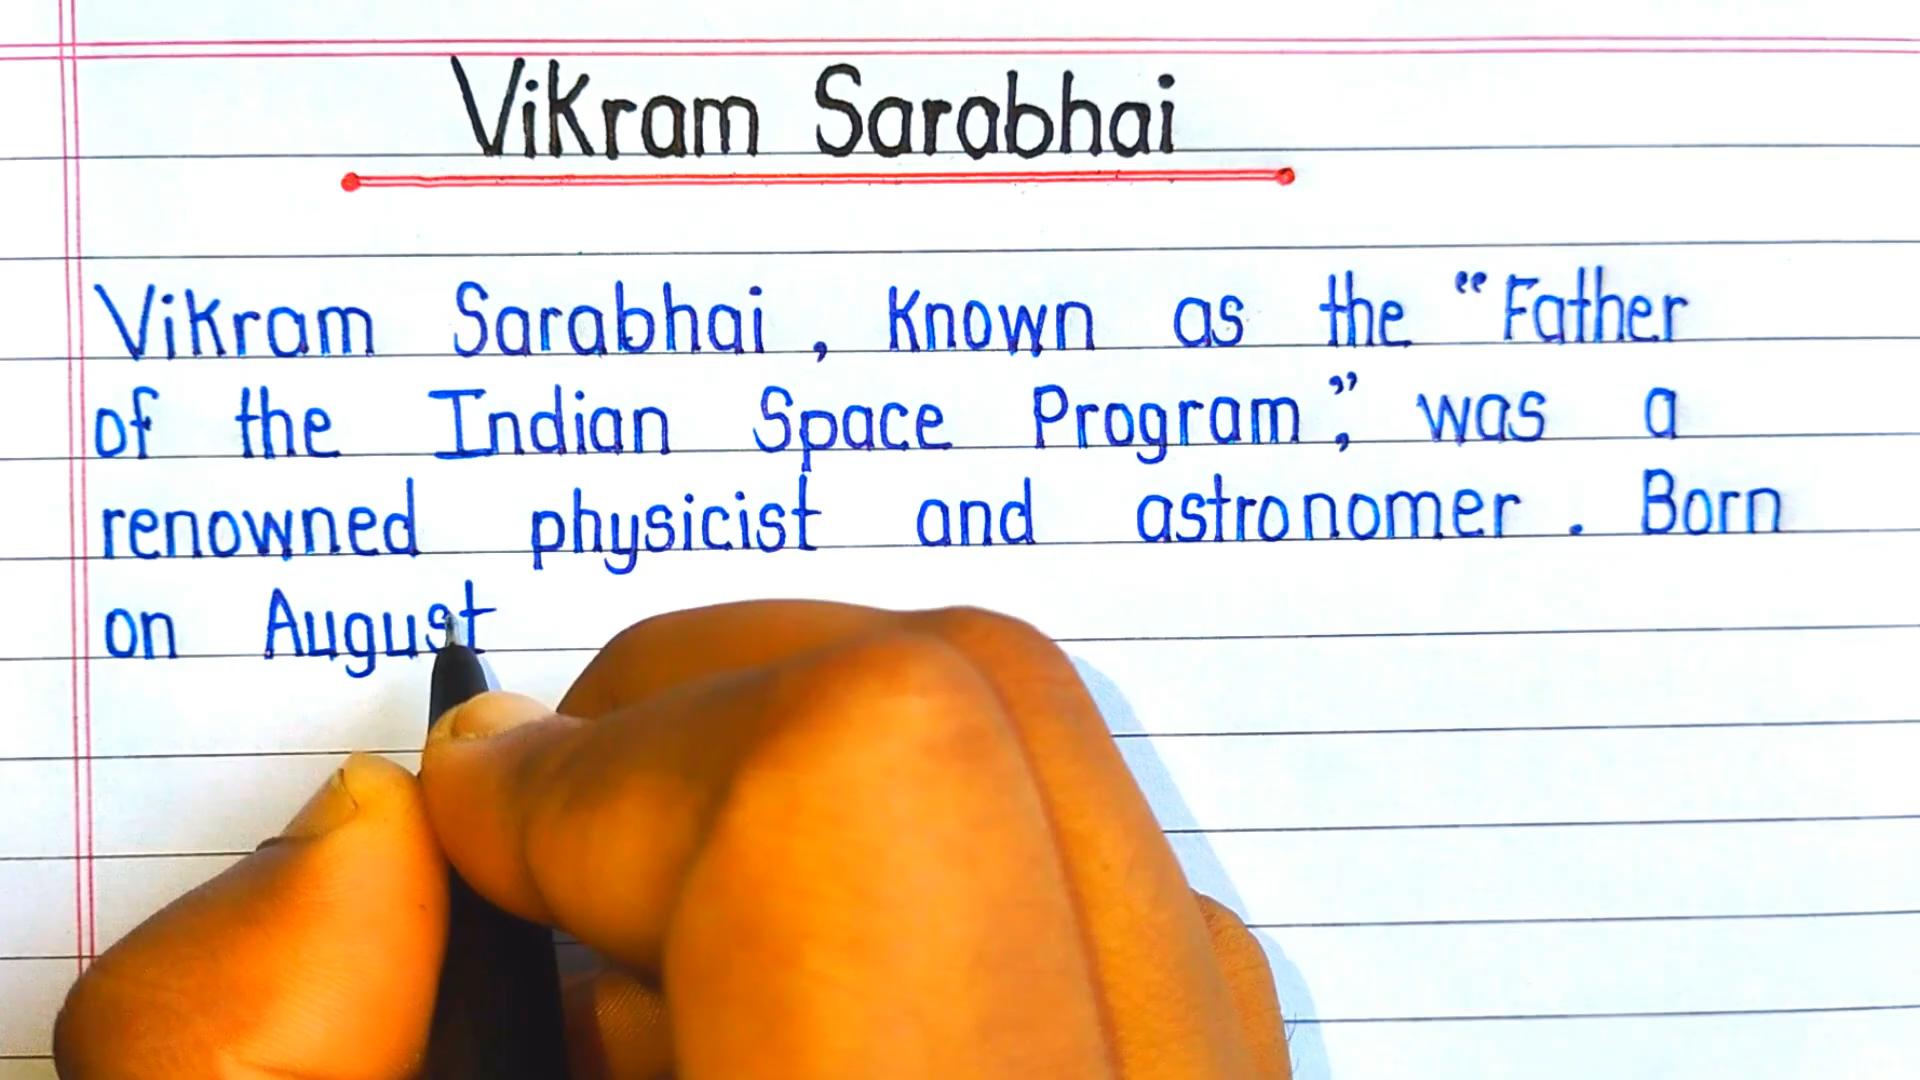 Vikram Sarabhai
Vikram Sarabhai, Known as the "Father
of the Indian Space Program", was a
renowned physicist and astronomer. Born
on August